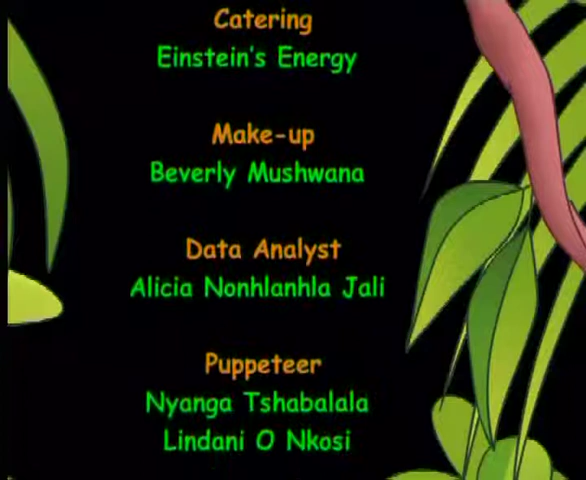 Catering
Einstein's Energy
Make-up
Beverly Mushwana
Data Analyst
Alicia Nonhlanhla Jali
Puppeteer
Nyanga Tshabalala
Lindani O Nkosi